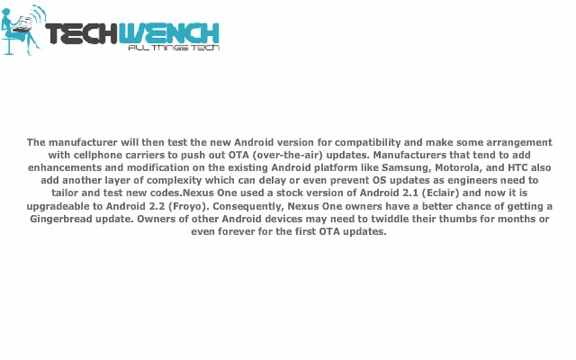 TECHWENCH
ALL THINGS TECH
The manufacturer will then test the new Android version for compatibility and make some arrangement
with cellphone carriers to push out OTA (over-the-air) updates. Manufacturers that tend to add
enhancements and modification on the existing Android platform like Samsung, Motorola, and HTC also
add another layer of complexity which can delay or even prevent OS updates as engineers need to
tailor and test new codes.Nexus One used a stock version of Android 2.1 (Eclair) and now it is
upgradeable to Android 2.2 (Froyo). Consequently, Nexus One owners have a better chance of getting a
Gingerbread update. Owners of other Android devices may need to twiddle their thumbs for months or
even forever for the first OTA updates.